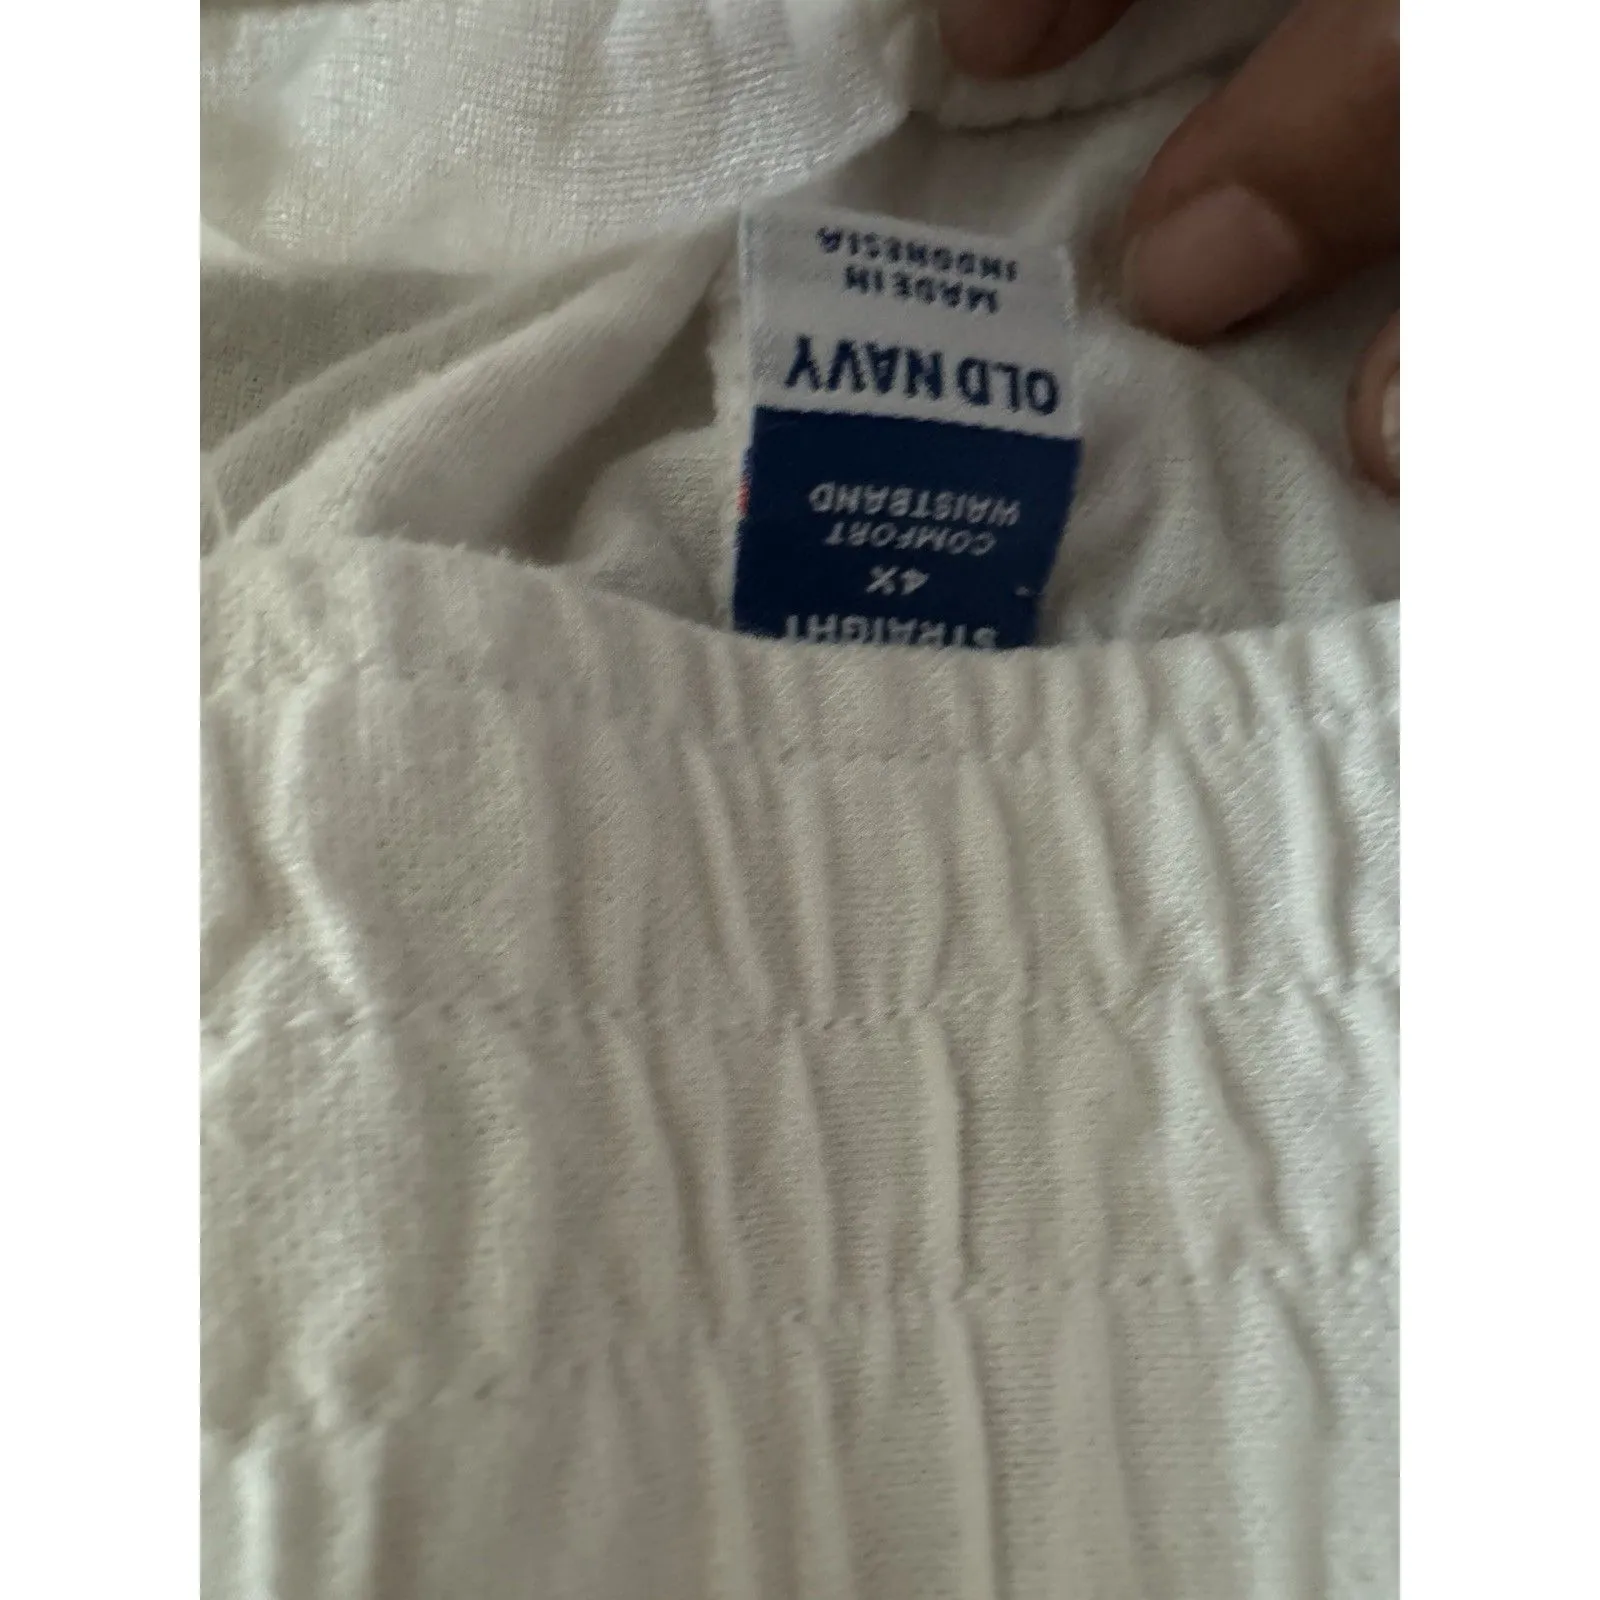 STRAIGHT
4X
COMFORT
WAISTBAND
OLD NAVY
MADE IN
INDONESIA